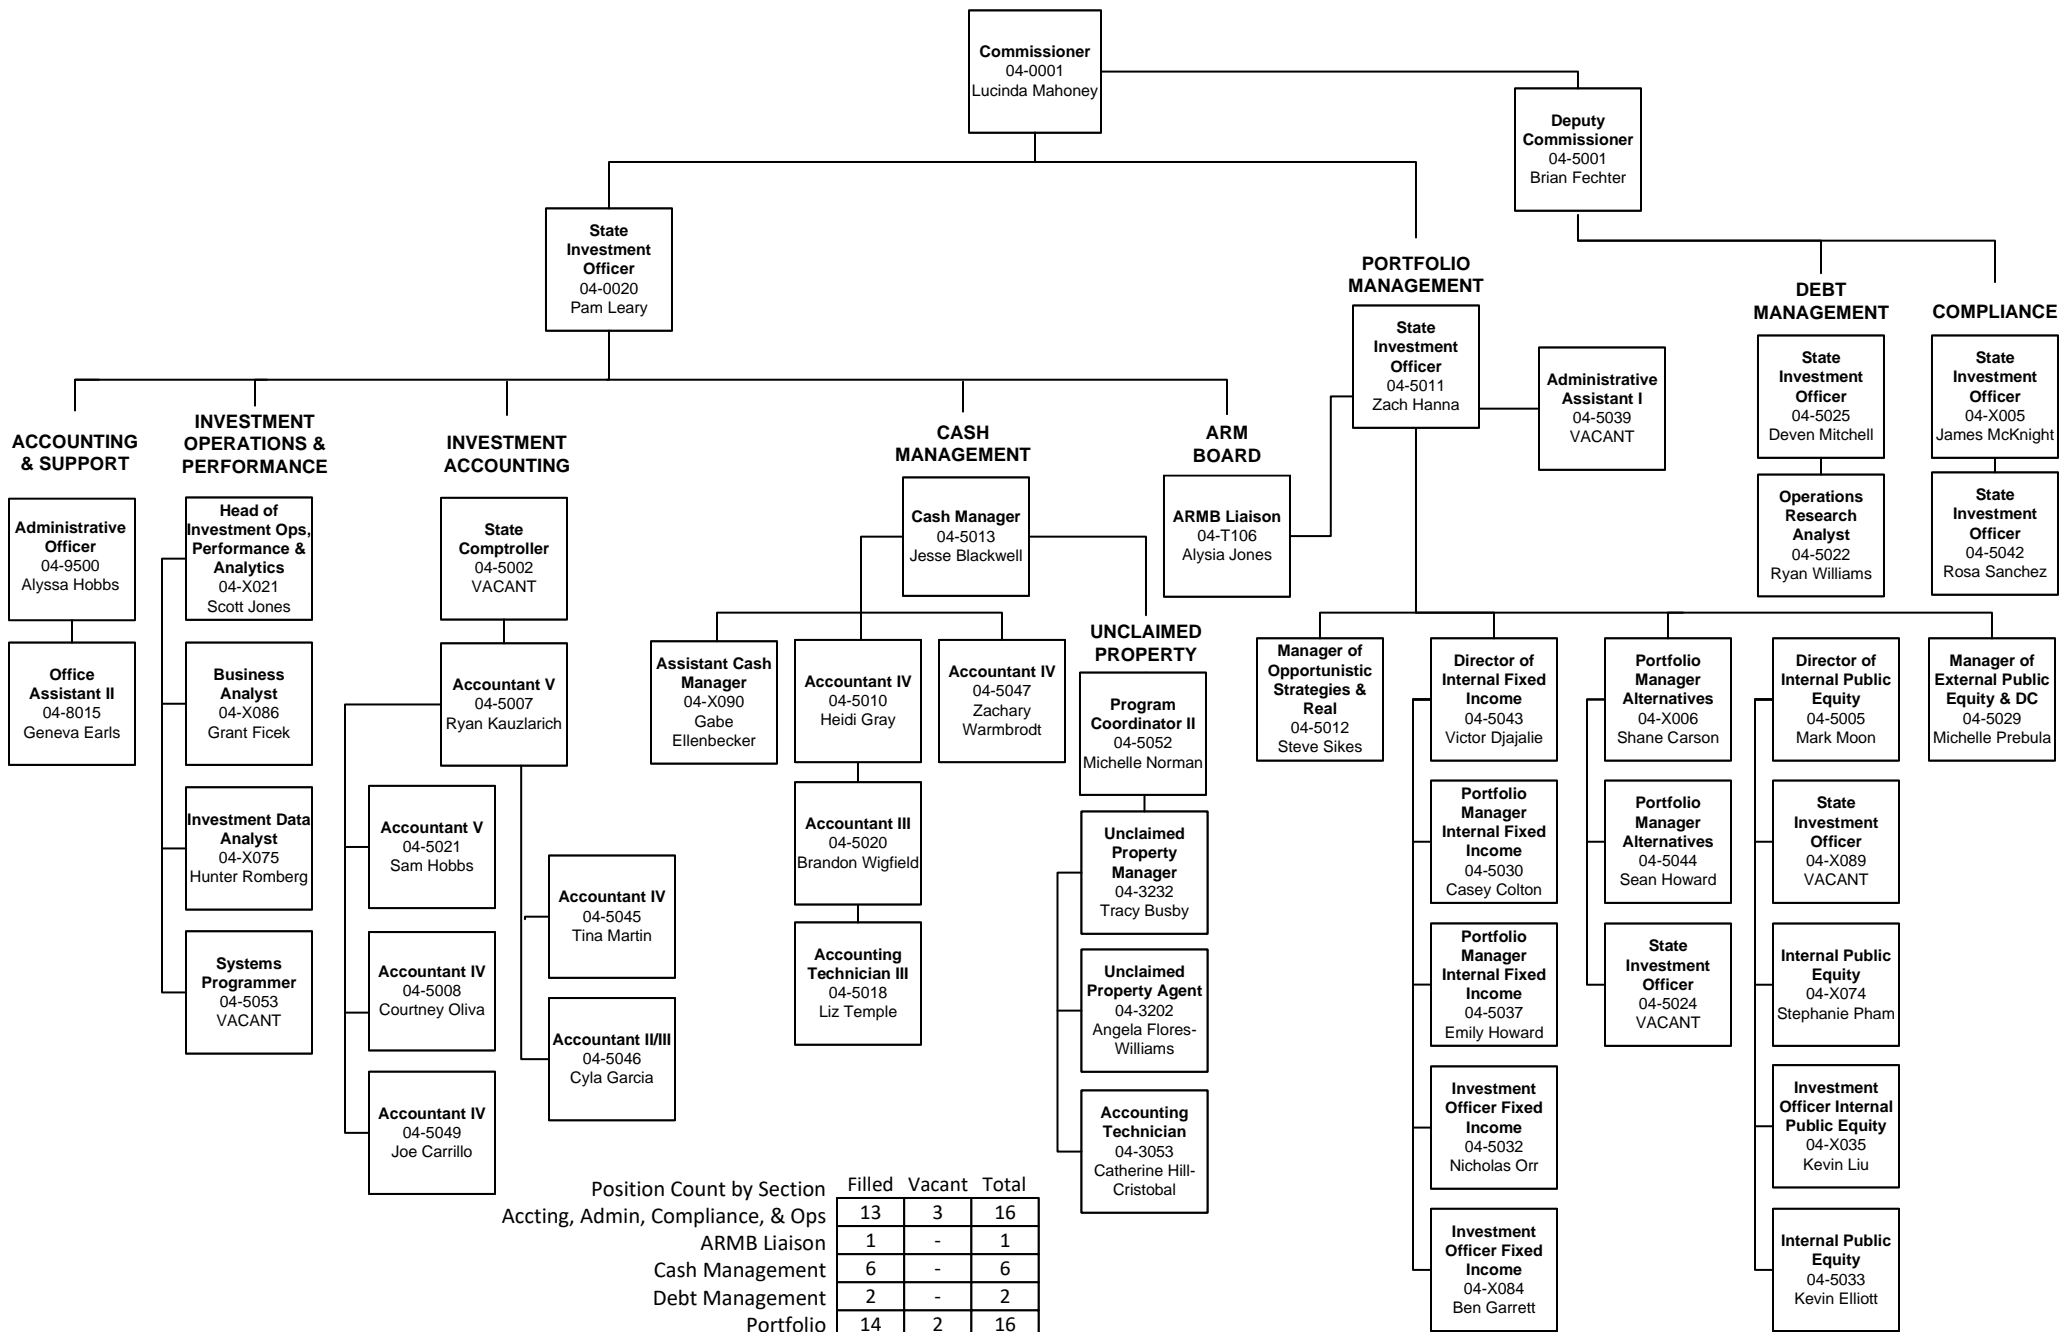 Commissioner
04-0001
Lucinda Mahoney
Deputy
Commissioner
04-5001
Brian Fechter
State
Investment
Officer
04-0020
Pam Leary
PORTFOLIO
MANAGEMENT
State
Investment
Officer
04-5011
Zach Hanna
Administrative
Assistant I
04-5039
VACANT
DEBT
MANAGEMENT
State
Investment
Officer
04-5025
Deven Mitchell
Operations
Research
Analyst
04-5022
Ryan Williams
COMPLIANCE
State
Investment
Officer
04-X005
James McKnight
State
Investment
Officer
04-5042
Rosa Sanchez
ACCOUNTING
& SUPPORT
Administrative
Officer
04-9500
Alyssa Hobbs
Office
Assistant II
04-8015
Geneva Earls
INVESTMENT
OPERATIONS &
PERFORMANCE
Head of
Investment Ops,
Performance &
Analytics
04-X021
Scott Jones
Business
Analyst
04-X086
Grant Ficek
Investment Data
Analyst
04-X075
Hunter Romberg
Systems
Programmer
04-5053
VACANT
INVESTMENT
ACCOUNTING
State
Comptroller
04-5002
VACANT
Accountant V
04-5007
Ryan Kauzlarich
Accountant V
04-5021
Sam Hobbs
Accountant IV
04-5008
Courtney Oliva
Accountant IV
04-5049
Joe Carrillo
Accountant IV
04-5045
Tina Martin
Accountant II/III
04-5046
Cyla Garcia
CASH
MANAGEMENT
Cash Manager
04-5013
Jesse Blackwell
Assistant Cash
Manager
04-X090
Gabe
Ellenbecker
Accountant IV
04-5010
Heidi Gray
Accountant III
04-5020
Brandon Wigfield
Accounting
Technician III
04-5018
Liz Temple
Accountant IV
04-5047
Zachary
Warmbrodt
UNCLAIMED
PROPERTY
Program
Coordinator II
04-5052
Michelle Norman
Unclaimed
Property
Manager
04-3232
Tracy Busby
Unclaimed
Property Agent
04-3202
Angela Flores-
Williams
Accounting
Technician
04-3053
Catherine Hill-
Cristobal
ARM
BOARD
ARMB Liaison
04-T106
Alysia Jones
Manager of
Opportunistic
Strategies &
Real
04-5012
Steve Sikes
Director of
Internal Fixed
Income
04-5043
Victor Djajalie
Portfolio
Manager
Internal Fixed
Income
04-5030
Casey Colton
Portfolio
Manager
Internal Fixed
Income
04-5037
Emily Howard
Investment
Officer Fixed
Income
04-5032
Nicholas Orr
Investment
Officer Fixed
Income
04-X084
Ben Garrett
Portfolio
Manager
Alternatives
04-X006
Shane Carson
Portfolio
Manager
Alternatives
04-5044
Sean Howard
State
Investment
Officer
04-5024
VACANT
Director of
Internal Public
Equity
04-5005
Mark Moon
State
Investment
Officer
04-X089
VACANT
Internal Public
Equity
04-X074
Stephanie Pham
Investment
Officer Internal
Public Equity
04-X035
Kevin Liu
Internal Public
Equity
04-5033
Kevin Elliott
Manager of
External Public
Equity & DC
04-5029
Michelle Prebula
Position Count by Section Filled Vacant Total
Accting, Admin, Compliance, & Ops 13 3 16
ARMB Liaison 1 - 1
Cash Management 6 - 6
Debt Management 2 - 2
Portfolio 14 2 16